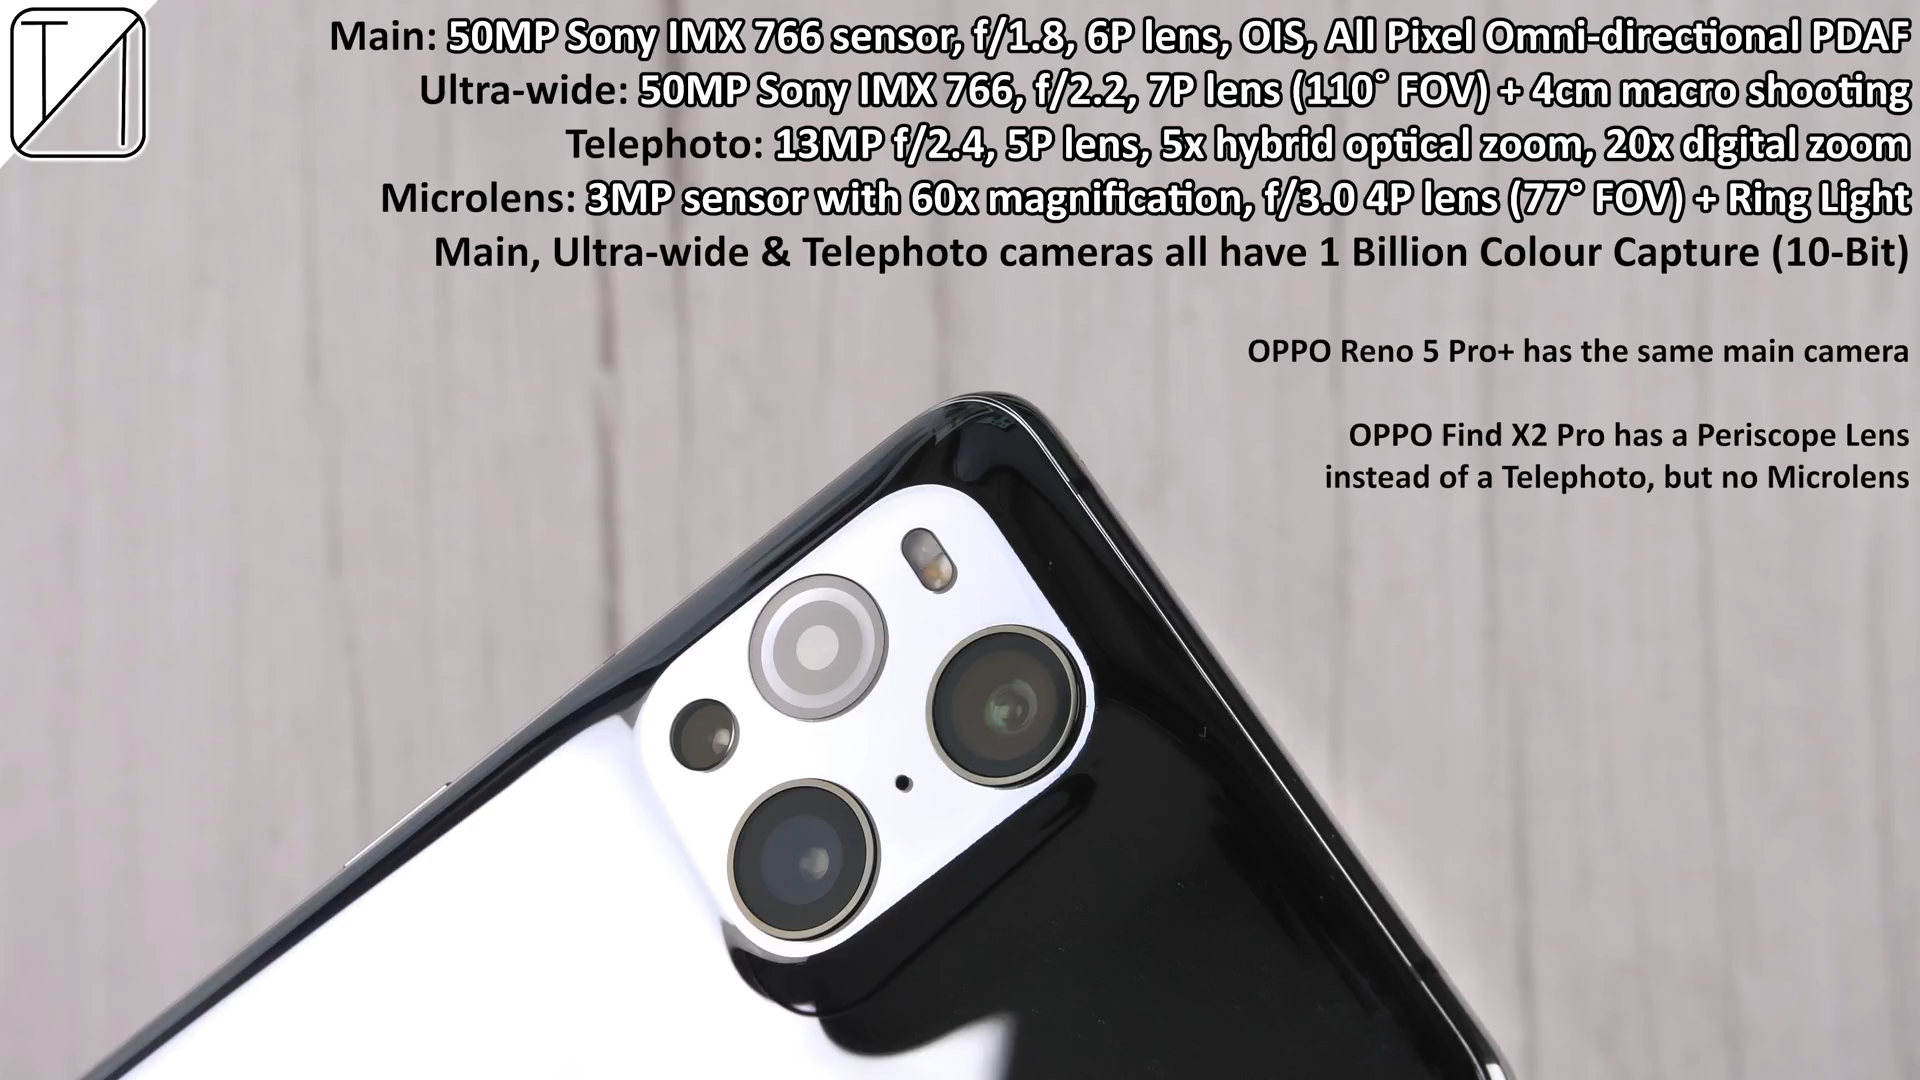 Main: 50MP Sony IMX 766 sensor, f/1.8, 6P lens, OIS, All Pixel Omni-directional PDAF
Ultra-wide: 50MP Sony IMX 766, f/2.2, 7P lens (110° FOV) + 4cm macro shooting
Telephoto: 13MP f/2.4, 5P lens, 5x hybrid optical zoom, 20x digital zoom
Microlens: 3MP sensor with 60x magnification, f/3.0 4P lens (77° FOV) + Ring Light
Main, Ultra-wide & Telephoto cameras all have 1 Billion Colour Capture (10-Bit)
OPPO Reno 5 Pro+ has the same main camera
OPPO Find X2 Pro has a Periscope Lens
instead of a Telephoto, but no Microlens